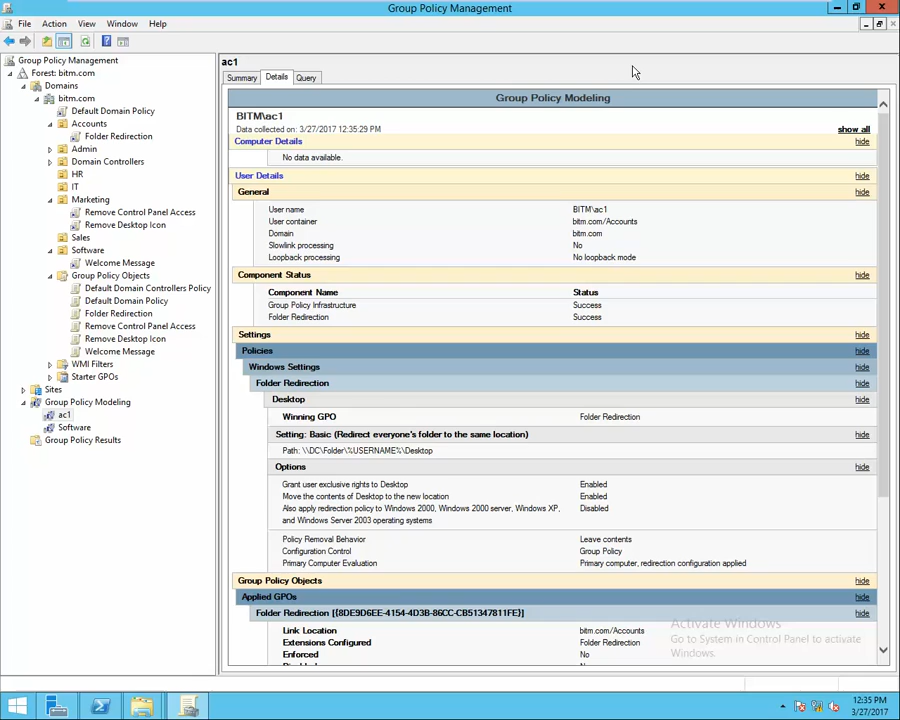 Group Policy Management
File Action View Window Help
Group Policy Management
Forest: bitm.com
Domains
bitm.com
Default Domain Policy
Accounts
Folder Redirection
Admin
Domain Controllers
HR
IT
Marketing
Remove Control Panel Access
Remove Desktop Icon
Sales
Software
Welcome Message
Group Policy Objects
Default Domain Controllers Policy
Default Domain Policy
Folder Redirection
Remove Control Panel Access
Remove Desktop Icon
Welcome Message
WMI Filters
Starter GPOs
Sites
Group Policy Modeling
ac1
Software
Group Policy Results
ac1
Summary Details Query
Group Policy Modeling
BITM\ac1
Data collected on: 3/27/2017 12:35:29 PM show all
Computer Details hide
No data available.
User Details hide
General hide
User name BITM\ac1
User container bitm.com/Accounts
Domain bitm.com
Slowlink processing No
Loopback processing No loopback mode
Component Status hide
Component Name Status
Group Policy Infrastructure Success
Folder Redirection Success
Settings hide
Policies hide
Windows Settings hide
Folder Redirection hide
Desktop hide
Winning GPO Folder Redirection
Setting: Basic (Redirect everyone's folder to the same location) hide
Path: \\DC\Folder\%USERNAME%\Desktop
Options hide
Grant user exclusive rights to Desktop Enabled
Move the contents of Desktop to the new location Enabled
Also apply redirection policy to Windows 2000, Windows 2000 server, Windows XP, Disabled
and Windows Server 2003 operating systems
Policy Removal Behavior Leave contents
Configuration Control Group Policy
Primary Computer Evaluation Primary computer, redirection configuration applied
Group Policy Objects hide
Applied GPOs hide
Folder Redirection [{8DE9D6EE-4154-4D3B-86CC-CB51347811FE}] hide
Link Location bitm.com/Accounts
Extensions Configured Folder Redirection
Enforced No
Activate Windows
Go to System in Control Panel to activate
Windows.
12:35 PM
3/27/2017